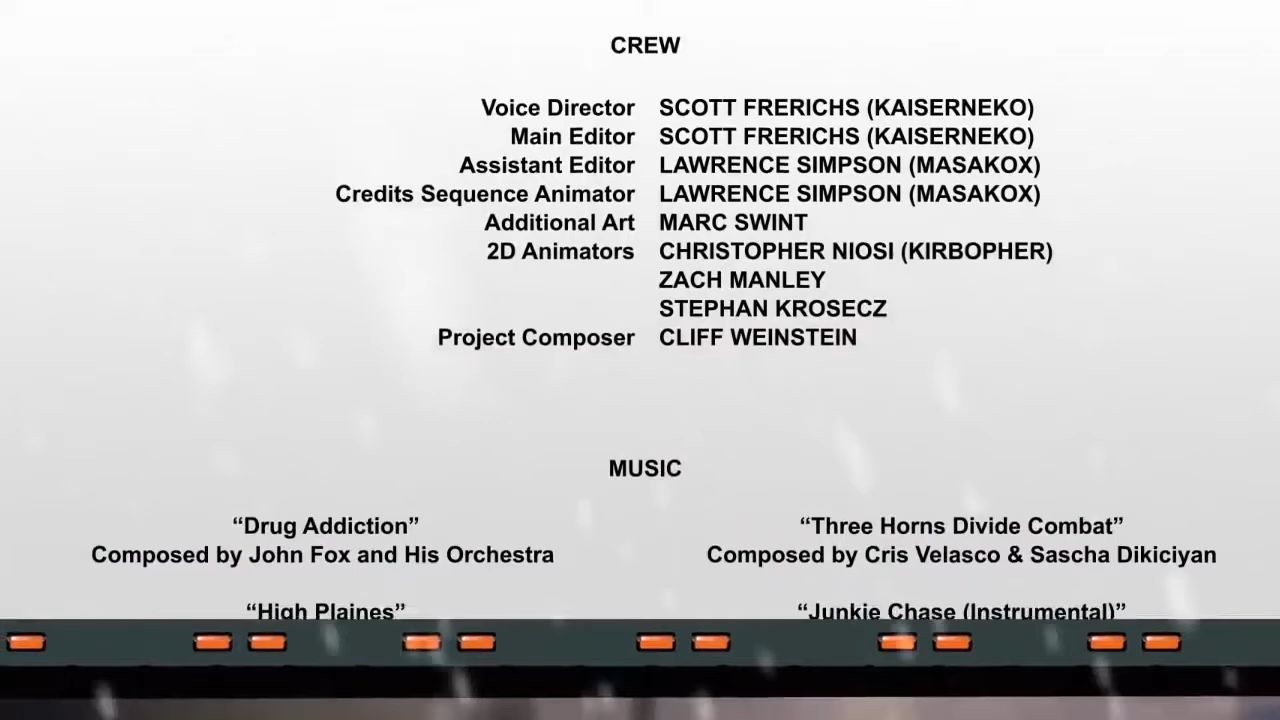 CREW
Voice Director SCOTT FRERICHS (KAISERNEKO)
Main Editor SCOTT FRERICHS (KAISERNEKO)
Assistant Editor LAWRENCE SIMPSON (MASAKOX)
Credits Sequence Animator LAWRENCE SIMPSON (MASAKOX)
Additional Art MARC SWINT
2D Animators CHRISTOPHER NIOSI (KIRBOPHER)
ZACH MANLEY
STEPHAN KROSECZ
Project Composer CLIFF WEINSTEIN
MUSIC
“Drug Addiction”
Composed by John Fox and His Orchestra
“Three Horns Divide Combat”
Composed by Cris Velasco & Sascha Dikiciyan
“High Plaines”
“Junkie Chase (Instrumental)”